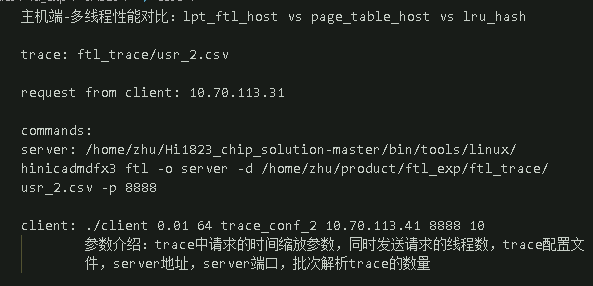 主机端-多线程性能对比：lpt_ftl_host vs page_table_host vs lru_hash
trace: ftl_trace/usr_2.csv
request from client: 10.70.113.31
commands:
server: /home/zhu/Hi1823_chip_solution-master/bin/tools/linux/
hinicadmdfx3 ftl -o server -d /home/zhu/product/ftl_exp/ftl_trace/
usr_2.csv -p 8888
client: ./client 0.01 64 trace_conf_2 10.70.113.41 8888 10
参数介绍：trace中请求的时间缩放参数，同时发送请求的线程数，trace配置文
件，server地址，server端口，批次解析trace的数量